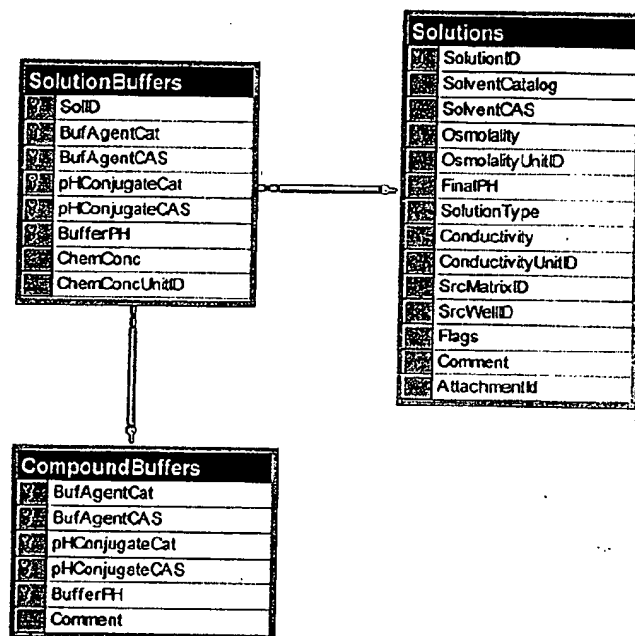 Solutions
SolutionID
SolventCatalog
SolventCAS
Osmolality
OsmolalityUnitID
FinalPH
SolutionType
Conductivity
ConductivityUnitID
SrcMatrixID
SrcWellID
Flags
Comment
AttachmentId
SolutionBuffers
SolID
BufAgentCat
BufAgentCAS
pHConjugateCat
pHConjugateCAS
BufferPH
ChemConc
ChemConcUnitID
CompoundBuffers
BufAgentCat
BufAgentCAS
pHConjugateCat
pHConjugateCAS
BufferPH
Comment